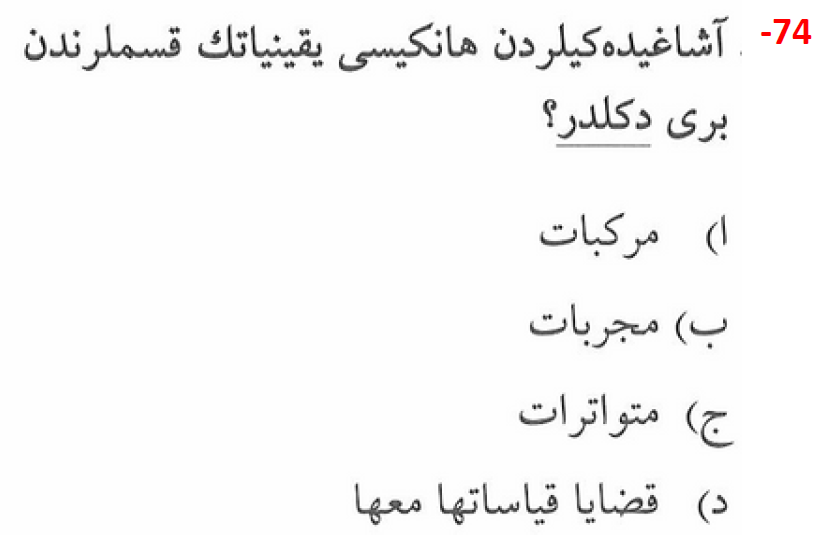 -74
آشاغیده‌کیلردن هانکیسی یقینیاتك قسملرندن
بری دکلدر؟
ا) مرکبات
ب) مجربات
ج) متواترات
د) قضایا قیاساتها معها